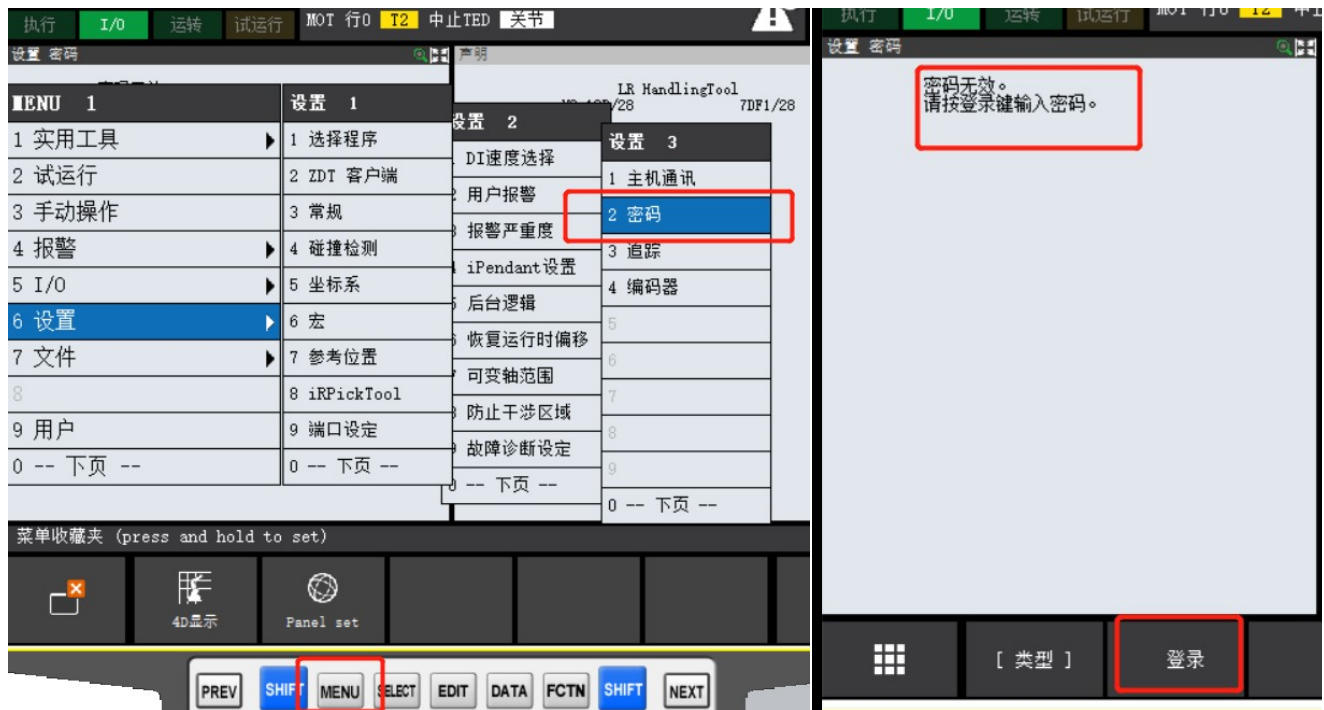 执行 I/O 运转 试运行 MOT 行0 T2 中止TED 关节
设置 密码
声明
LR HandlingTool
/28 7DF1/28
MENU 1
1 实用工具
2 试运行
3 手动操作
4 报警
5 I/O
6 设置
7 文件
8
9 用户
0 -- 下页 --
设置 1
1 选择程序
2 ZDT 客户端
3 常规
4 碰撞检测
5 坐标系
6 宏
7 参考位置
8 iRPickTool
9 端口设定
0 -- 下页 --
设置 2
DI速度选择
用户报警
报警严重度
iPendant设置
后台逻辑
恢复运行时偏移
可变轴范围
防止干涉区域
故障诊断设定
0 -- 下页 --
设置 3
1 主机通讯
2 密码
3 追踪
4 编码器
5
6
7
8
9
0 -- 下页 --
菜单收藏夹 (press and hold to set)
4D显示
Panel set
PREV SHIFT MENU SELECT EDIT DATA FCTN SHIFT NEXT
执行 I/O 运转 试运行 MOT 行0 T2
设置 密码
密码无效。
请按登录键输入密码。
[ 类型 ]
登录